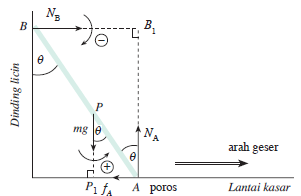 N_B
B
B_1
−
θ
Dinding licin
P
mg
θ
N_A
θ
arah geser
+
P_1
f_A
A
poros
Lantai kasar